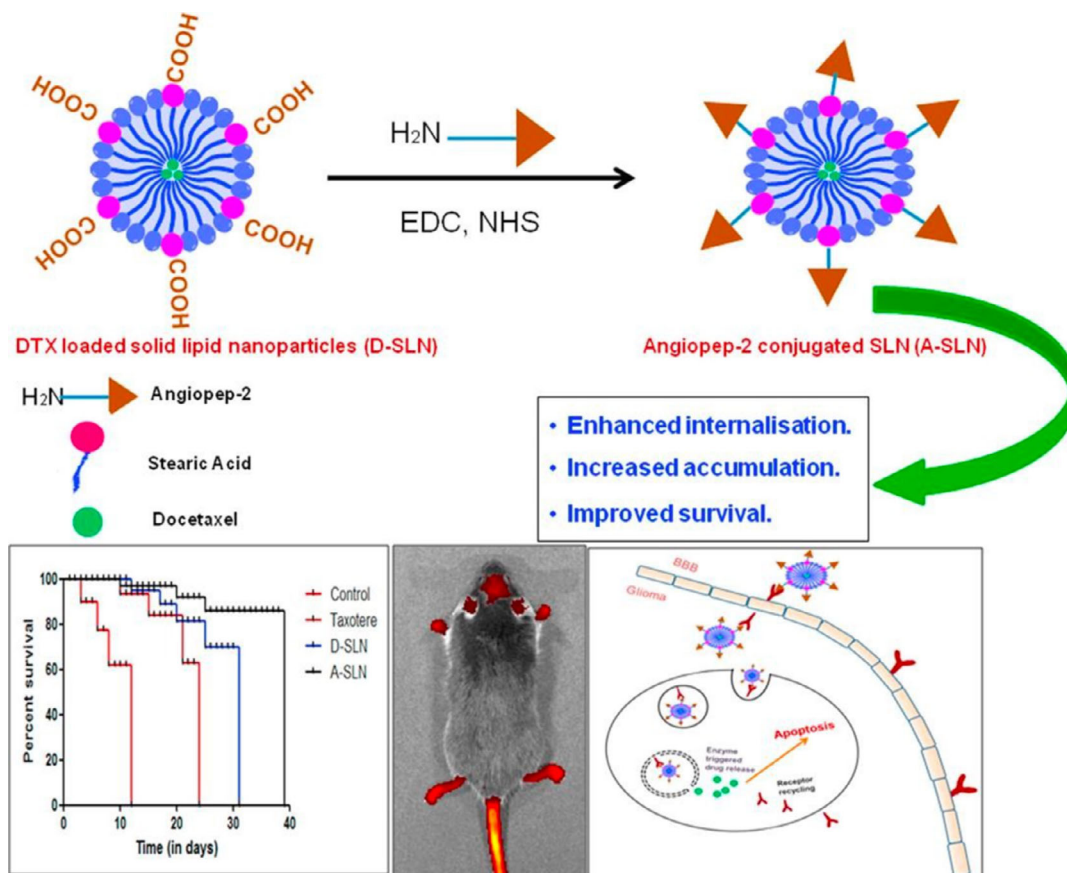 COOH
COOH
COOH
COOH
COOH
COOH
H₂N
EDC, NHS
DTX loaded solid lipid nanoparticles (D-SLN)
Angiopep-2 conjugated SLN (A-SLN)
H₂N
Angiopep-2
Stearic Acid
Docetaxel
• Enhanced internalisation.
• Increased accumulation.
• Improved survival.
100
80
60
40
20
0
Percent survival
0 10 20 30 40
Time (in days)
Control
Taxotere
D-SLN
A-SLN
BBB
Glioma
Apoptosis
Enzyme
triggered
drug release
Receptor
recycling